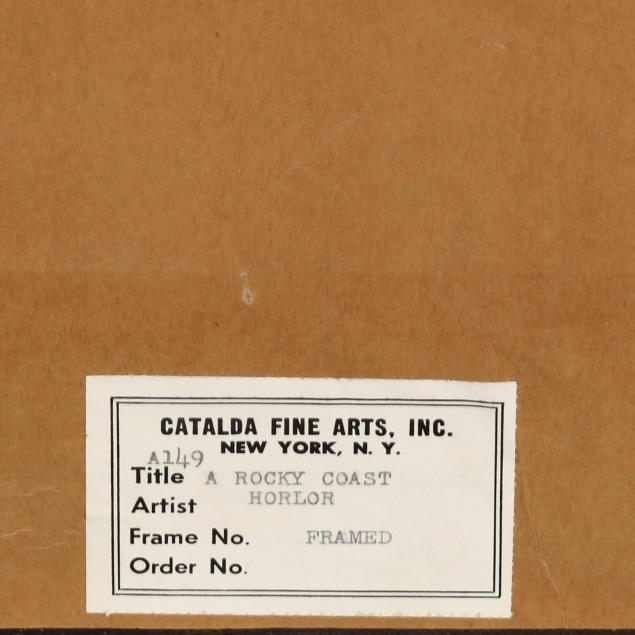 CATALDA FINE ARTS, INC.
NEW YORK, N. Y.
A149
Title A ROCKY COAST
Artist HORLOR
Frame No. FRAMED
Order No.